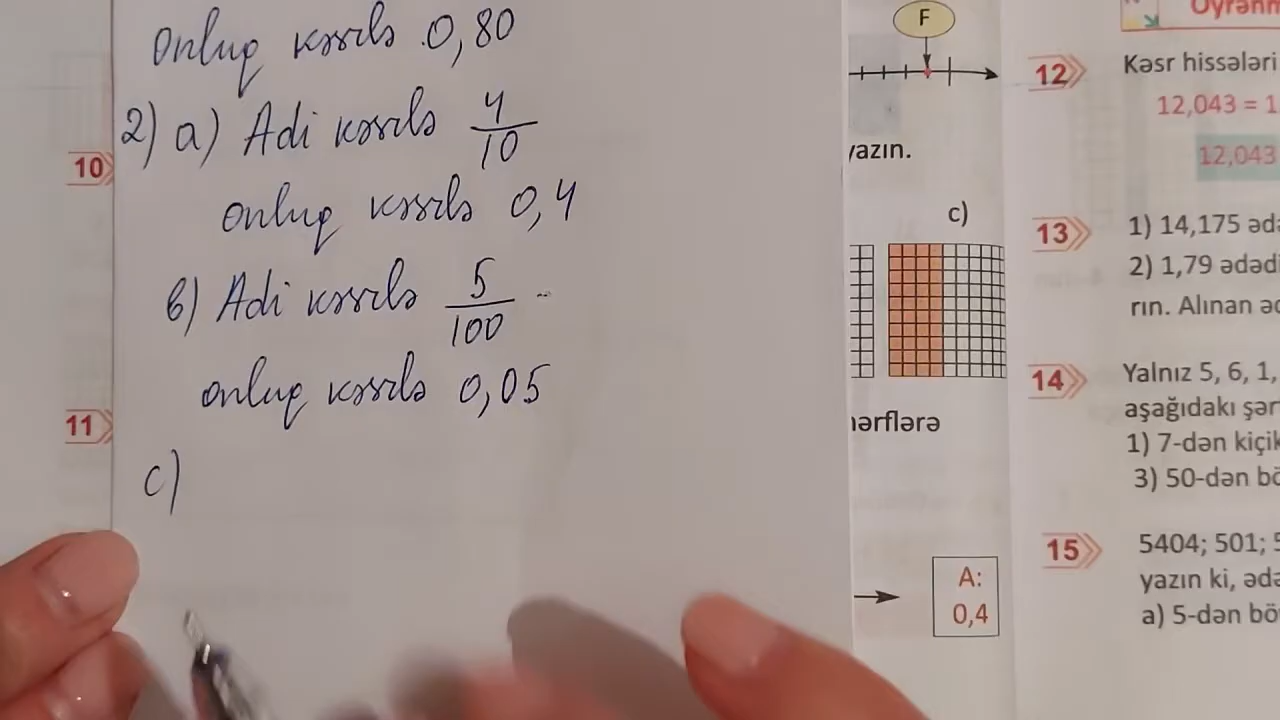 onluq kəsrlə 0,80
2) a) Adi kəsrlə 4/10
onluq kəsrlə 0,4
b) Adi kəsrlə 5/100
onluq kəsrlə 0,05
c)
10
11
F
yazın.
c)
hərflərə
A:
0,4
12
Kəsr hissələri
12,043 = 1
12,043
13
1) 14,175 əd
2) 1,79 ədədi
rın. Alınan
14
Yalnız 5, 6, 1,
aşağıdakı şər
1) 7-dən kiçik
3) 50-dən bö
15
5404; 501; 5
yazın ki, əd
a) 5-dən bö